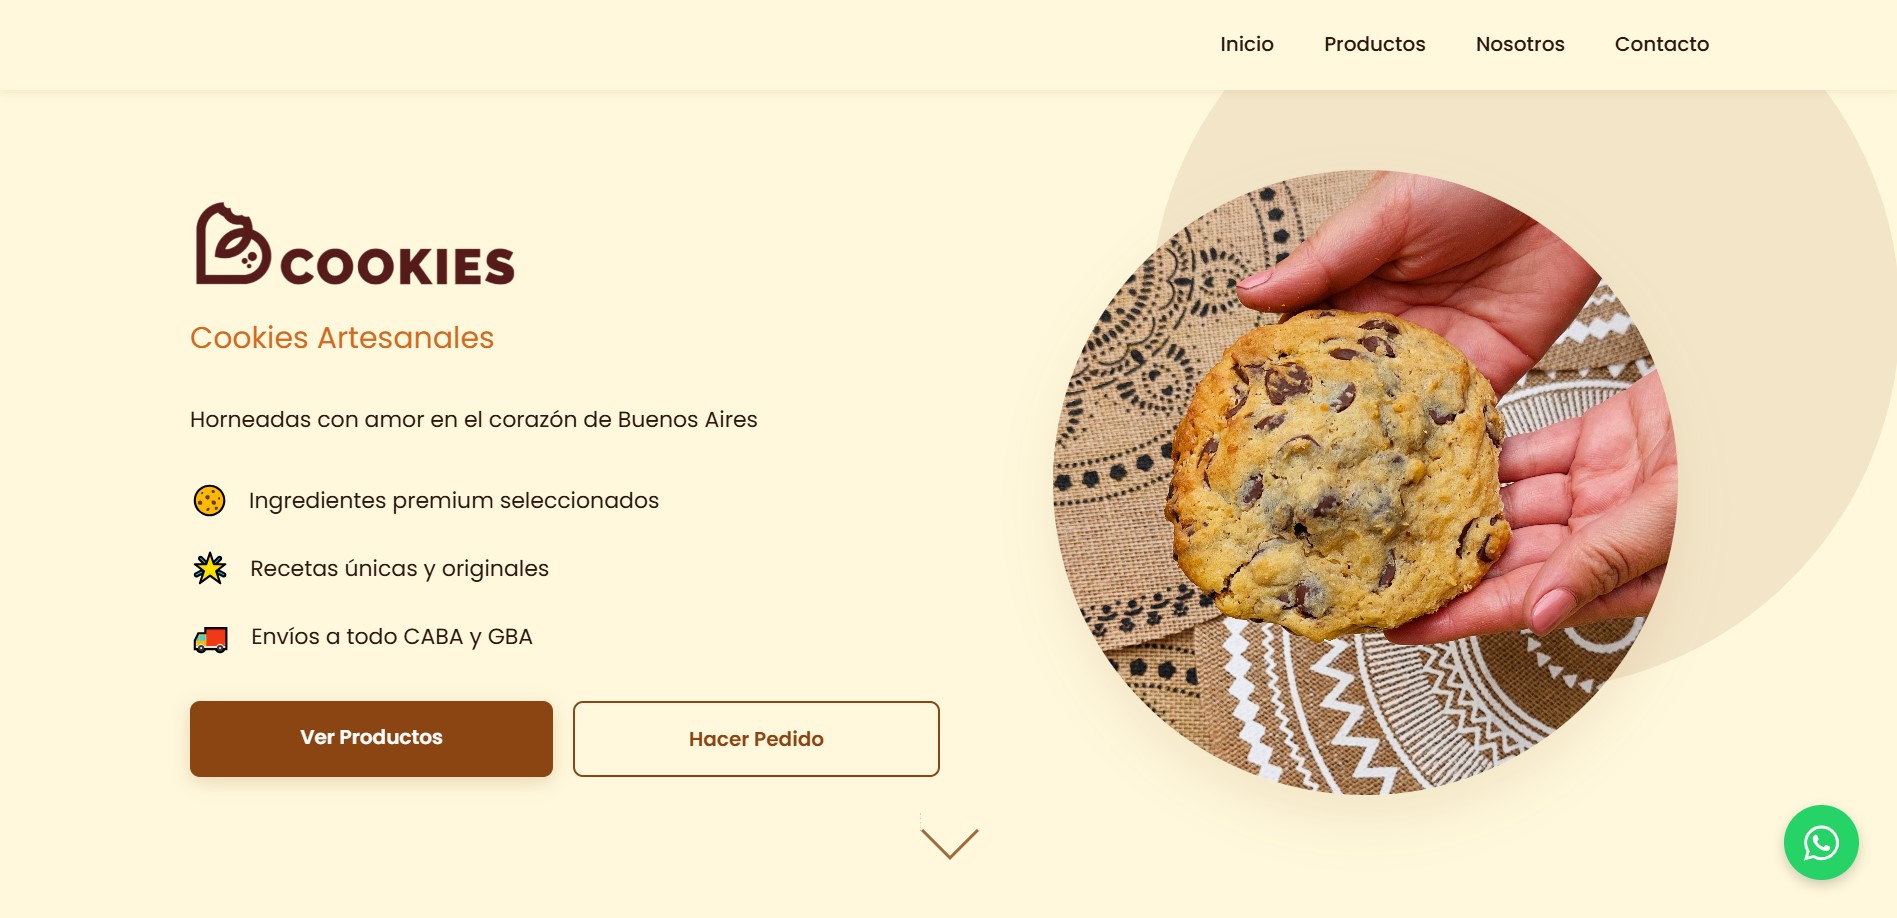 Inicio
Productos
Nosotros
Contacto
COOKIES
Cookies Artesanales
Horneadas con amor en el corazón de Buenos Aires
Ingredientes premium seleccionados
Recetas únicas y originales
Envíos a todo CABA y GBA
Ver Productos
Hacer Pedido